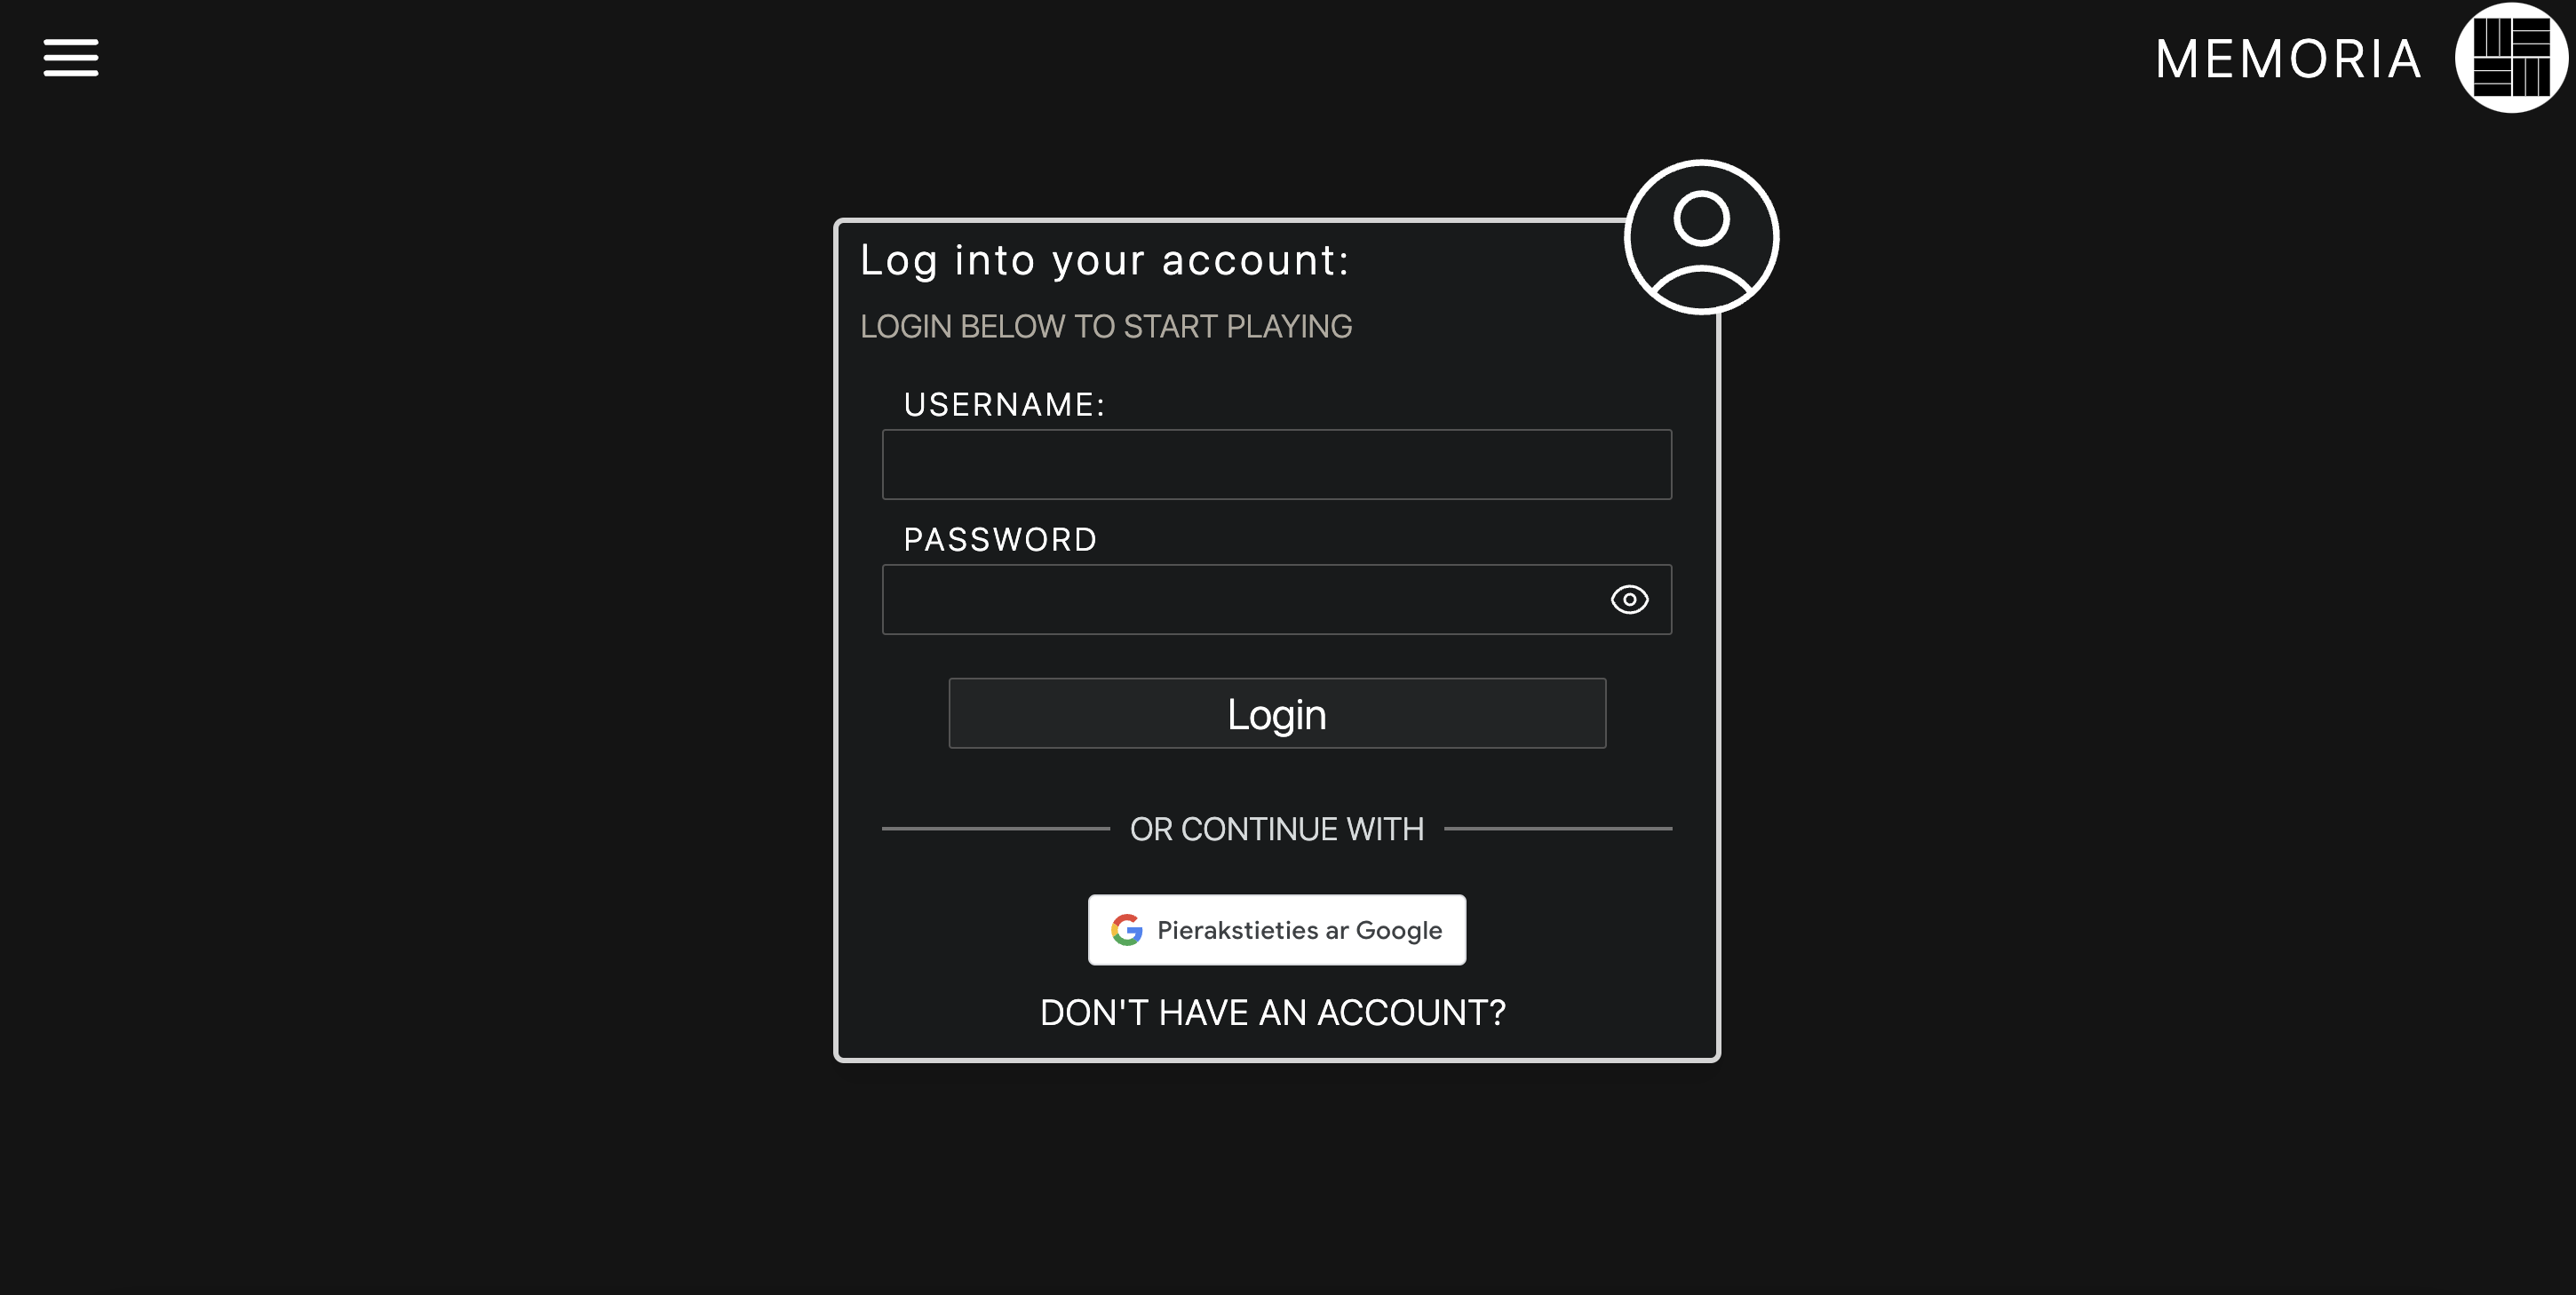 MEMORIA
Log into your account:
LOGIN BELOW TO START PLAYING
USERNAME:
PASSWORD
Login
OR CONTINUE WITH
Pierakstieties ar Google
DON'T HAVE AN ACCOUNT?